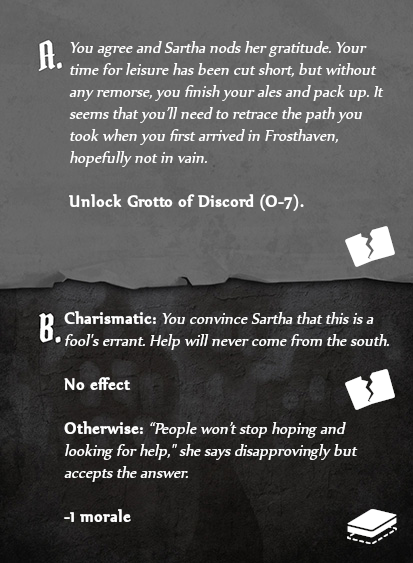 A. You agree and Sartha nods her gratitude. Your
time for leisure has been cut short, but without
any remorse, you finish your ales and pack up. It
seems that you'll need to retrace the path you
took when you first arrived in Frosthaven,
hopefully not in vain.
Unlock Grotto of Discord (O-7).
B. Charismatic: You convince Sartha that this is a
fool's errant. Help will never come from the south.
No effect
Otherwise: “People won't stop hoping and
looking for help," she says disapprovingly but
accepts the answer.
-1 morale